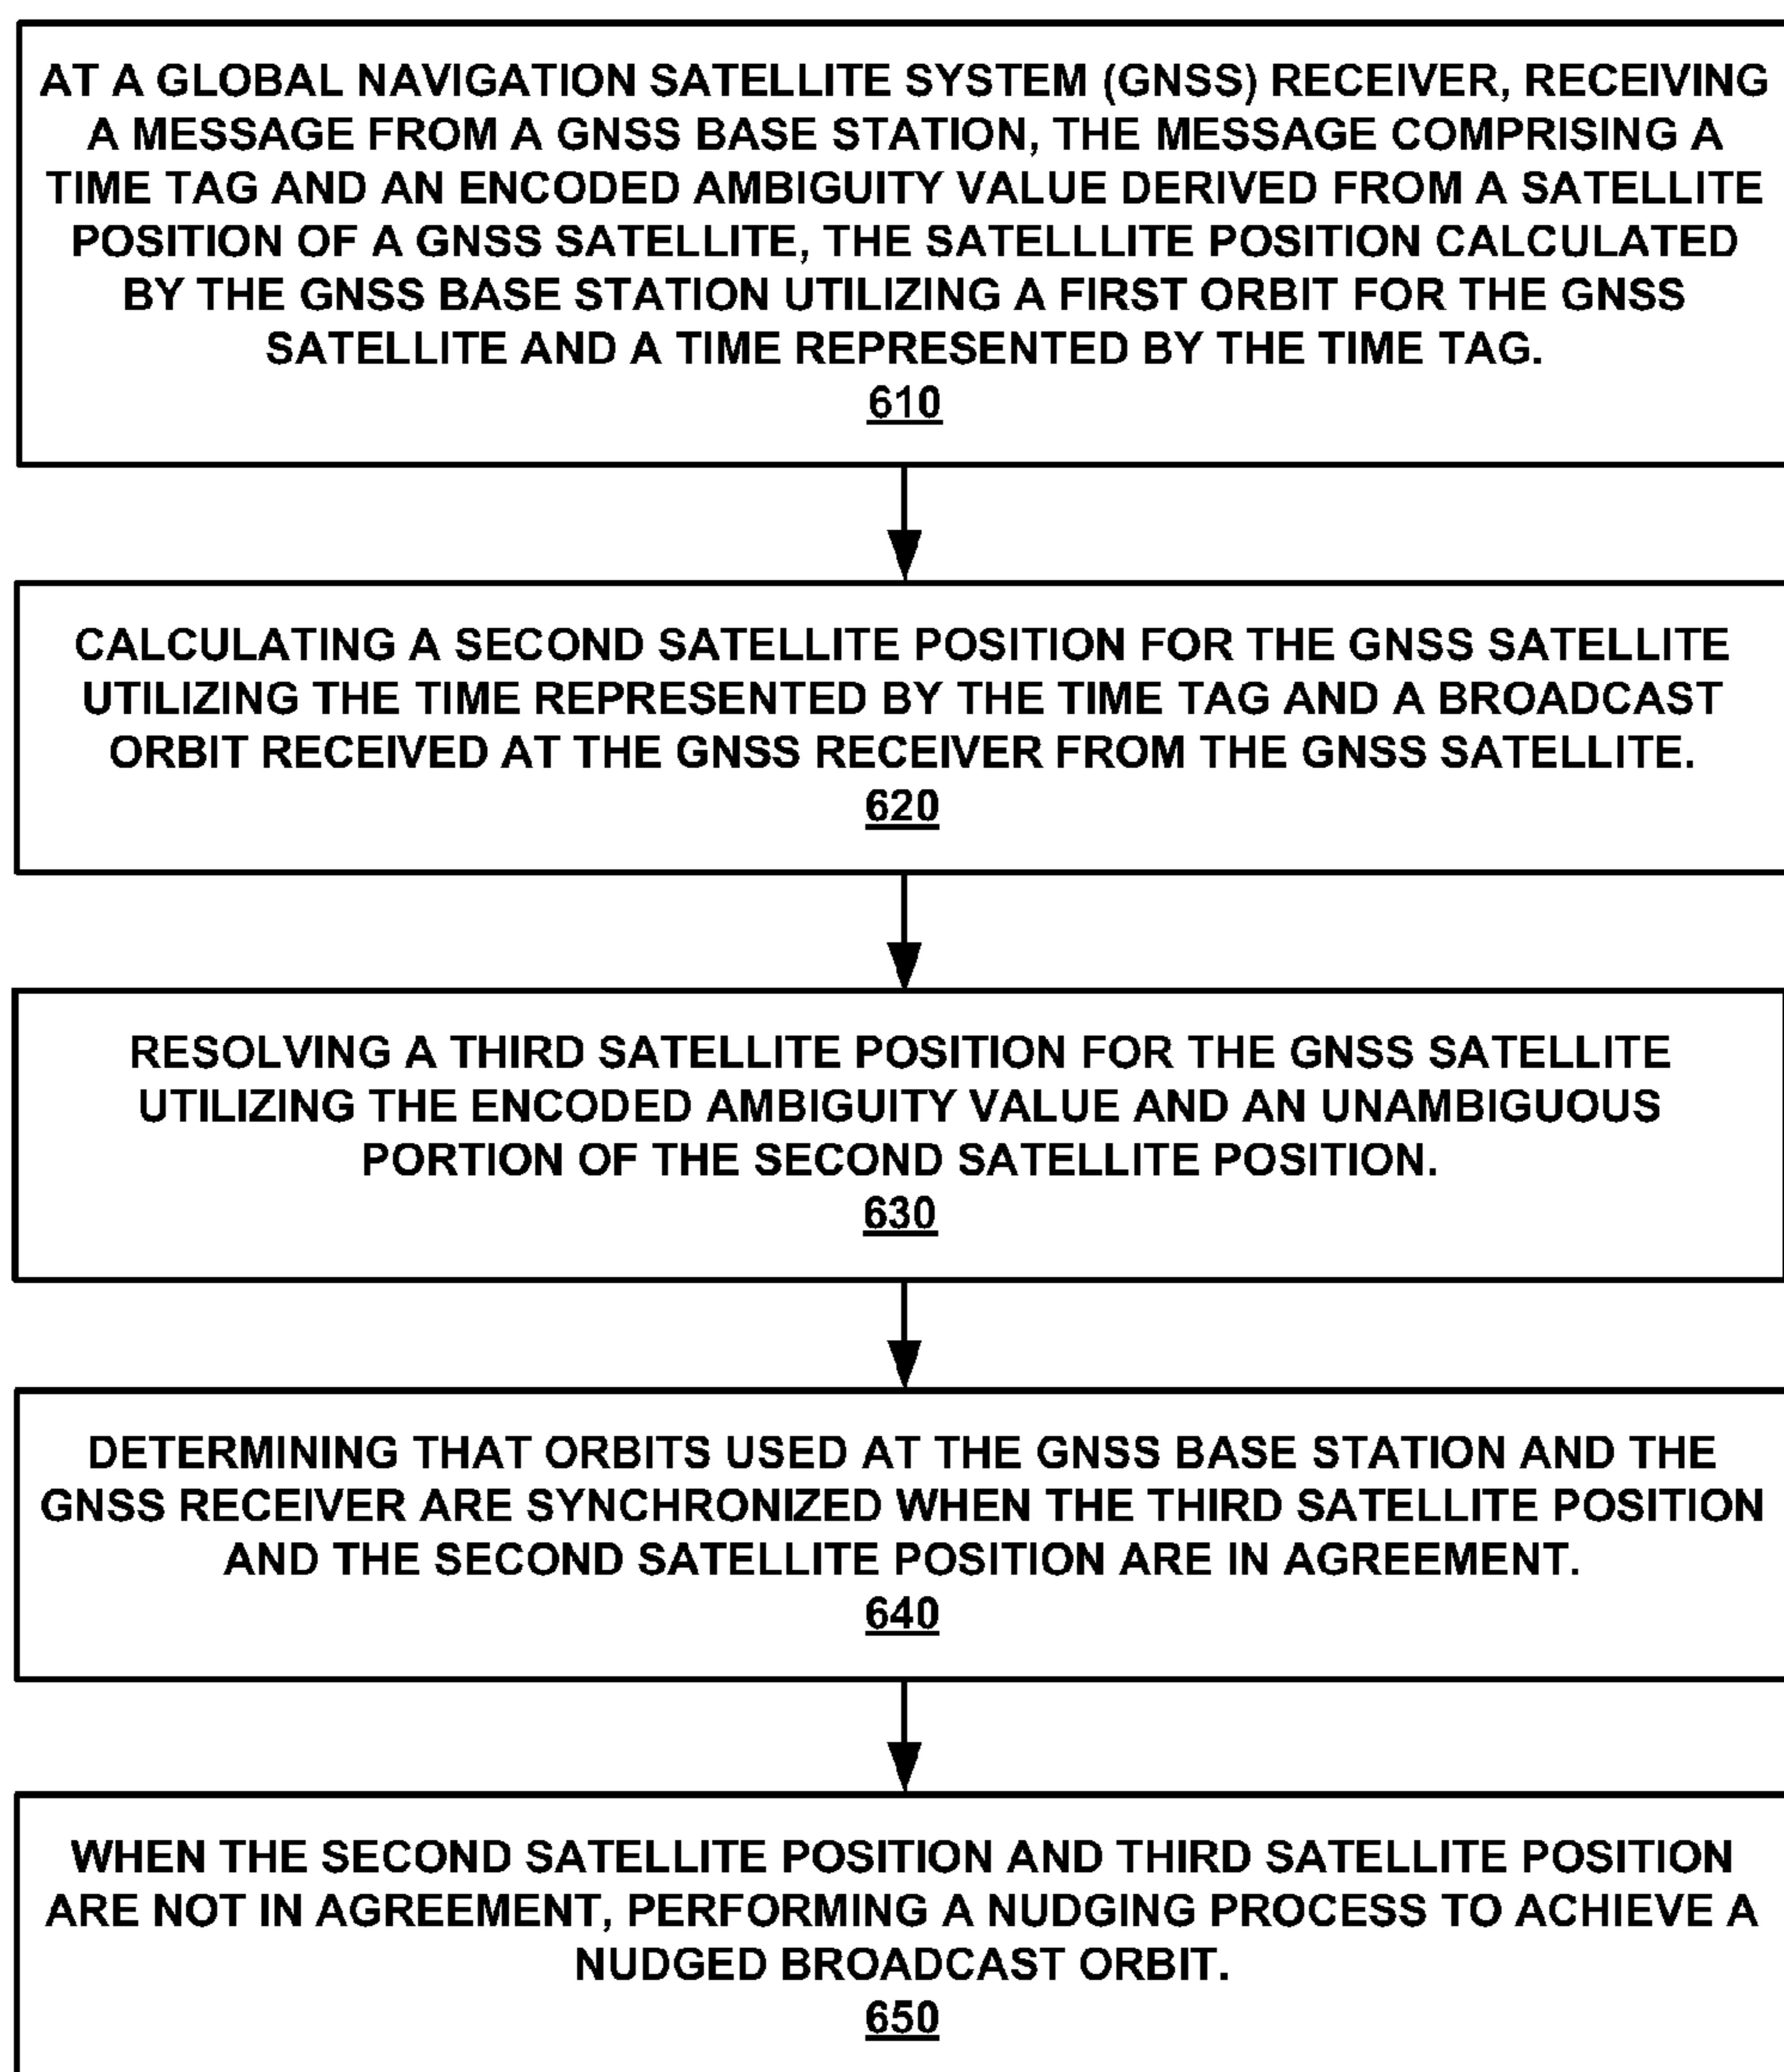 AT A GLOBAL NAVIGATION SATELLITE SYSTEM (GNSS) RECEIVER, RECEIVING
A MESSAGE FROM A GNSS BASE STATION, THE MESSAGE COMPRISING A
TIME TAG AND AN ENCODED AMBIGUITY VALUE DERIVED FROM A SATELLITE
POSITION OF A GNSS SATELLITE, THE SATELLLITE POSITION CALCULATED
BY THE GNSS BASE STATION UTILIZING A FIRST ORBIT FOR THE GNSS
SATELLITE AND A TIME REPRESENTED BY THE TIME TAG.
610
CALCULATING A SECOND SATELLITE POSITION FOR THE GNSS SATELLITE
UTILIZING THE TIME REPRESENTED BY THE TIME TAG AND A BROADCAST
ORBIT RECEIVED AT THE GNSS RECEIVER FROM THE GNSS SATELLITE.
620
RESOLVING A THIRD SATELLITE POSITION FOR THE GNSS SATELLITE
UTILIZING THE ENCODED AMBIGUITY VALUE AND AN UNAMBIGUOUS
PORTION OF THE SECOND SATELLITE POSITION.
630
DETERMINING THAT ORBITS USED AT THE GNSS BASE STATION AND THE
GNSS RECEIVER ARE SYNCHRONIZED WHEN THE THIRD SATELLITE POSITION
AND THE SECOND SATELLITE POSITION ARE IN AGREEMENT.
640
WHEN THE SECOND SATELLITE POSITION AND THIRD SATELLITE POSITION
ARE NOT IN AGREEMENT, PERFORMING A NUDGING PROCESS TO ACHIEVE A
NUDGED BROADCAST ORBIT.
650